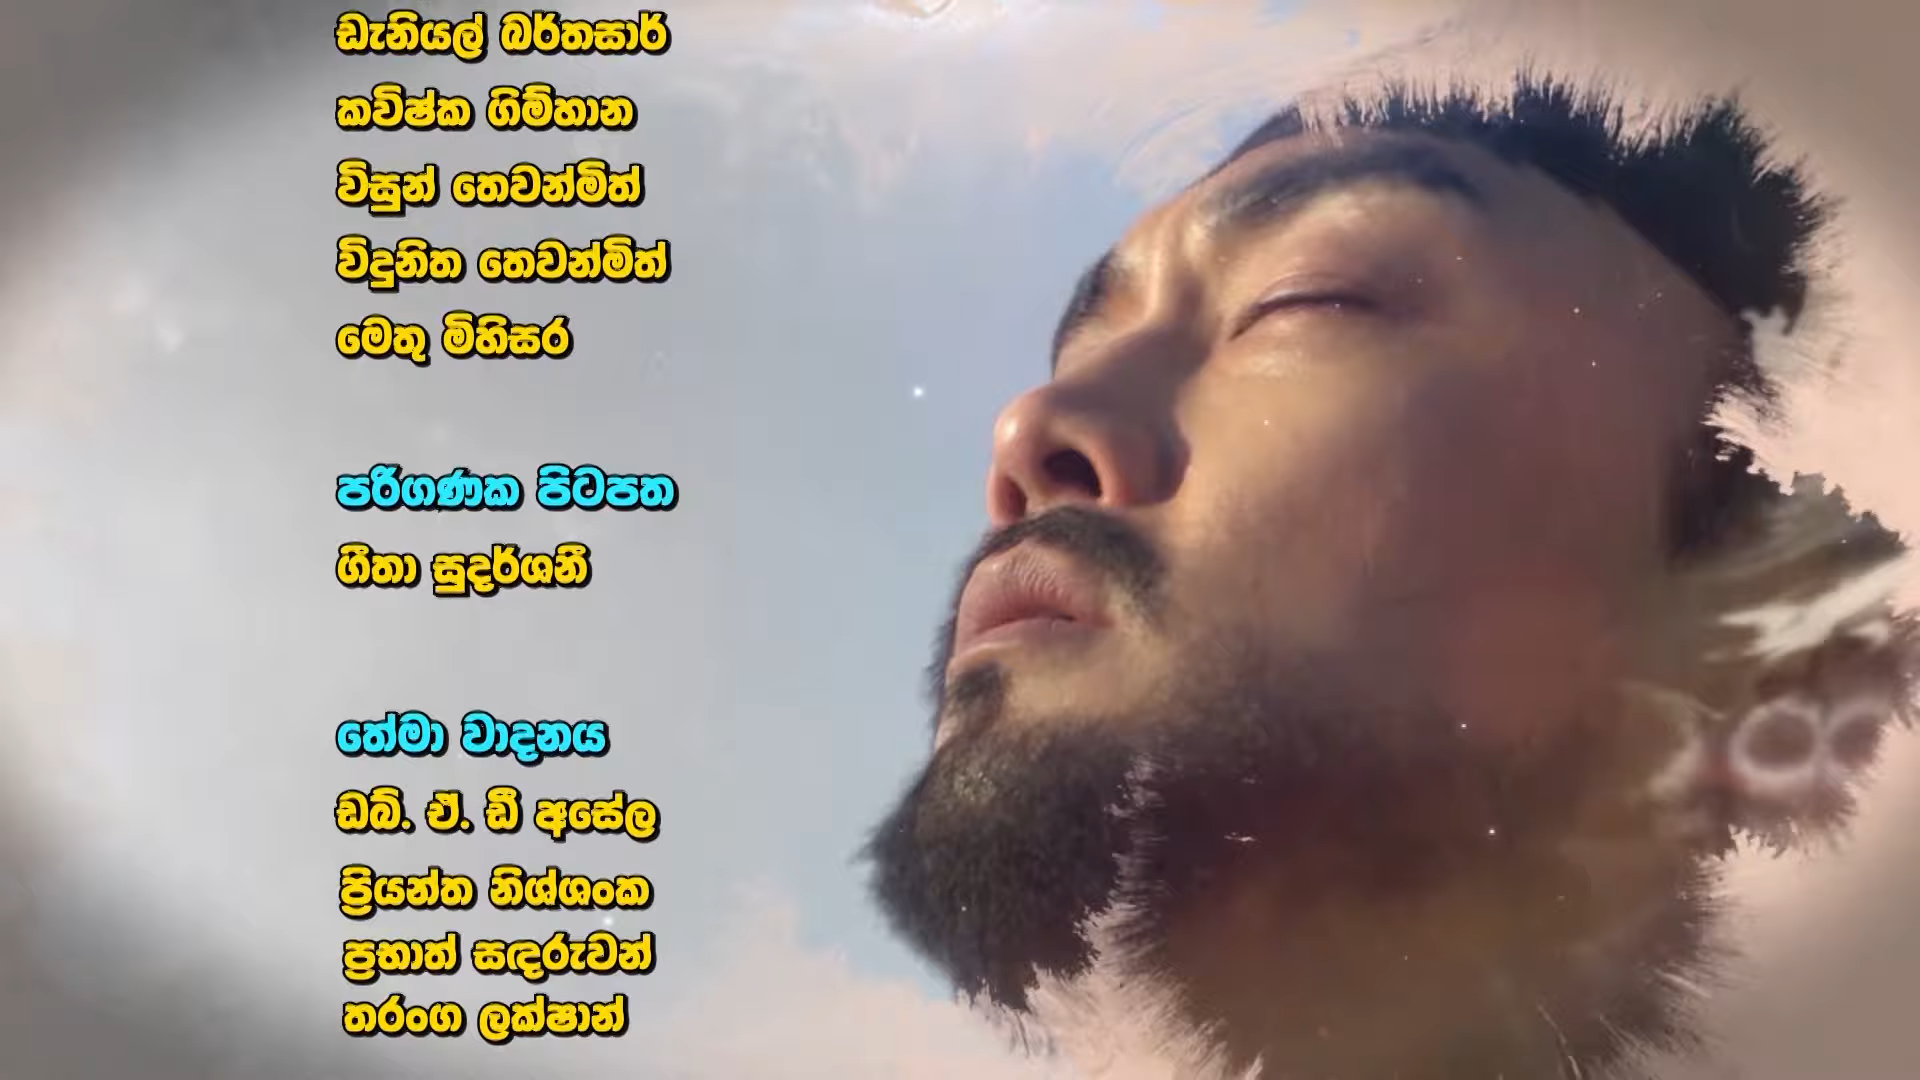 ඩැනියල් බර්තසාර්
කවිෂ්ක ගිම්හාන
විසුන් තෙවන්මිත්
විදුනිත තෙවන්මිත්
මෙතු මිහිසර
පරිගණක පිටපත
ගීතා සුදර්ශනී
තේමා වාදනය
ඩබ්. ඒ. ඩී අසේල
ප්‍රියන්ත නිශ්ශංක
ප්‍රභාත් සඳරුවන්
තරංග ලක්ෂාන්